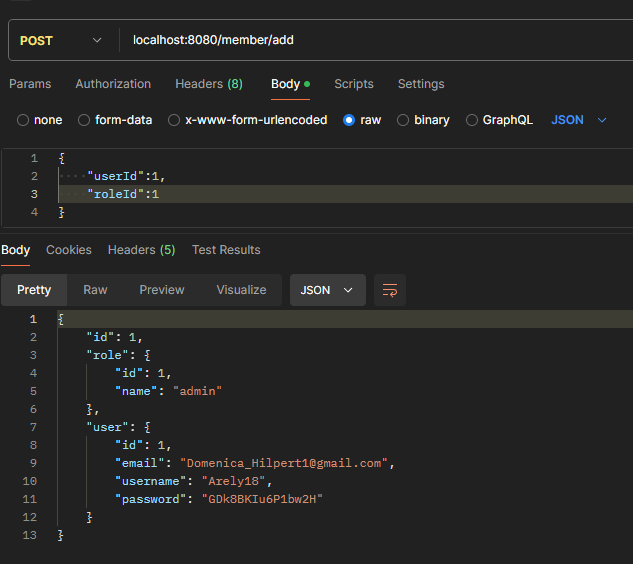 POST localhost:8080/member/add
Params Authorization Headers (8) Body Scripts Settings
none form-data x-www-form-urlencoded raw binary GraphQL JSON
1 {
2 "userId":1,
3 "roleId":1
4 }
Body Cookies Headers (5) Test Results
Pretty Raw Preview Visualize JSON
1 {
2 "id": 1,
3 "role": {
4 "id": 1,
5 "name": "admin"
6 },
7 "user": {
8 "id": 1,
9 "email": "Domenica_Hilpert1@gmail.com",
10 "username": "Arely18",
11 "password": "GDk8BKIu6P1bw2H"
12 }
13 }